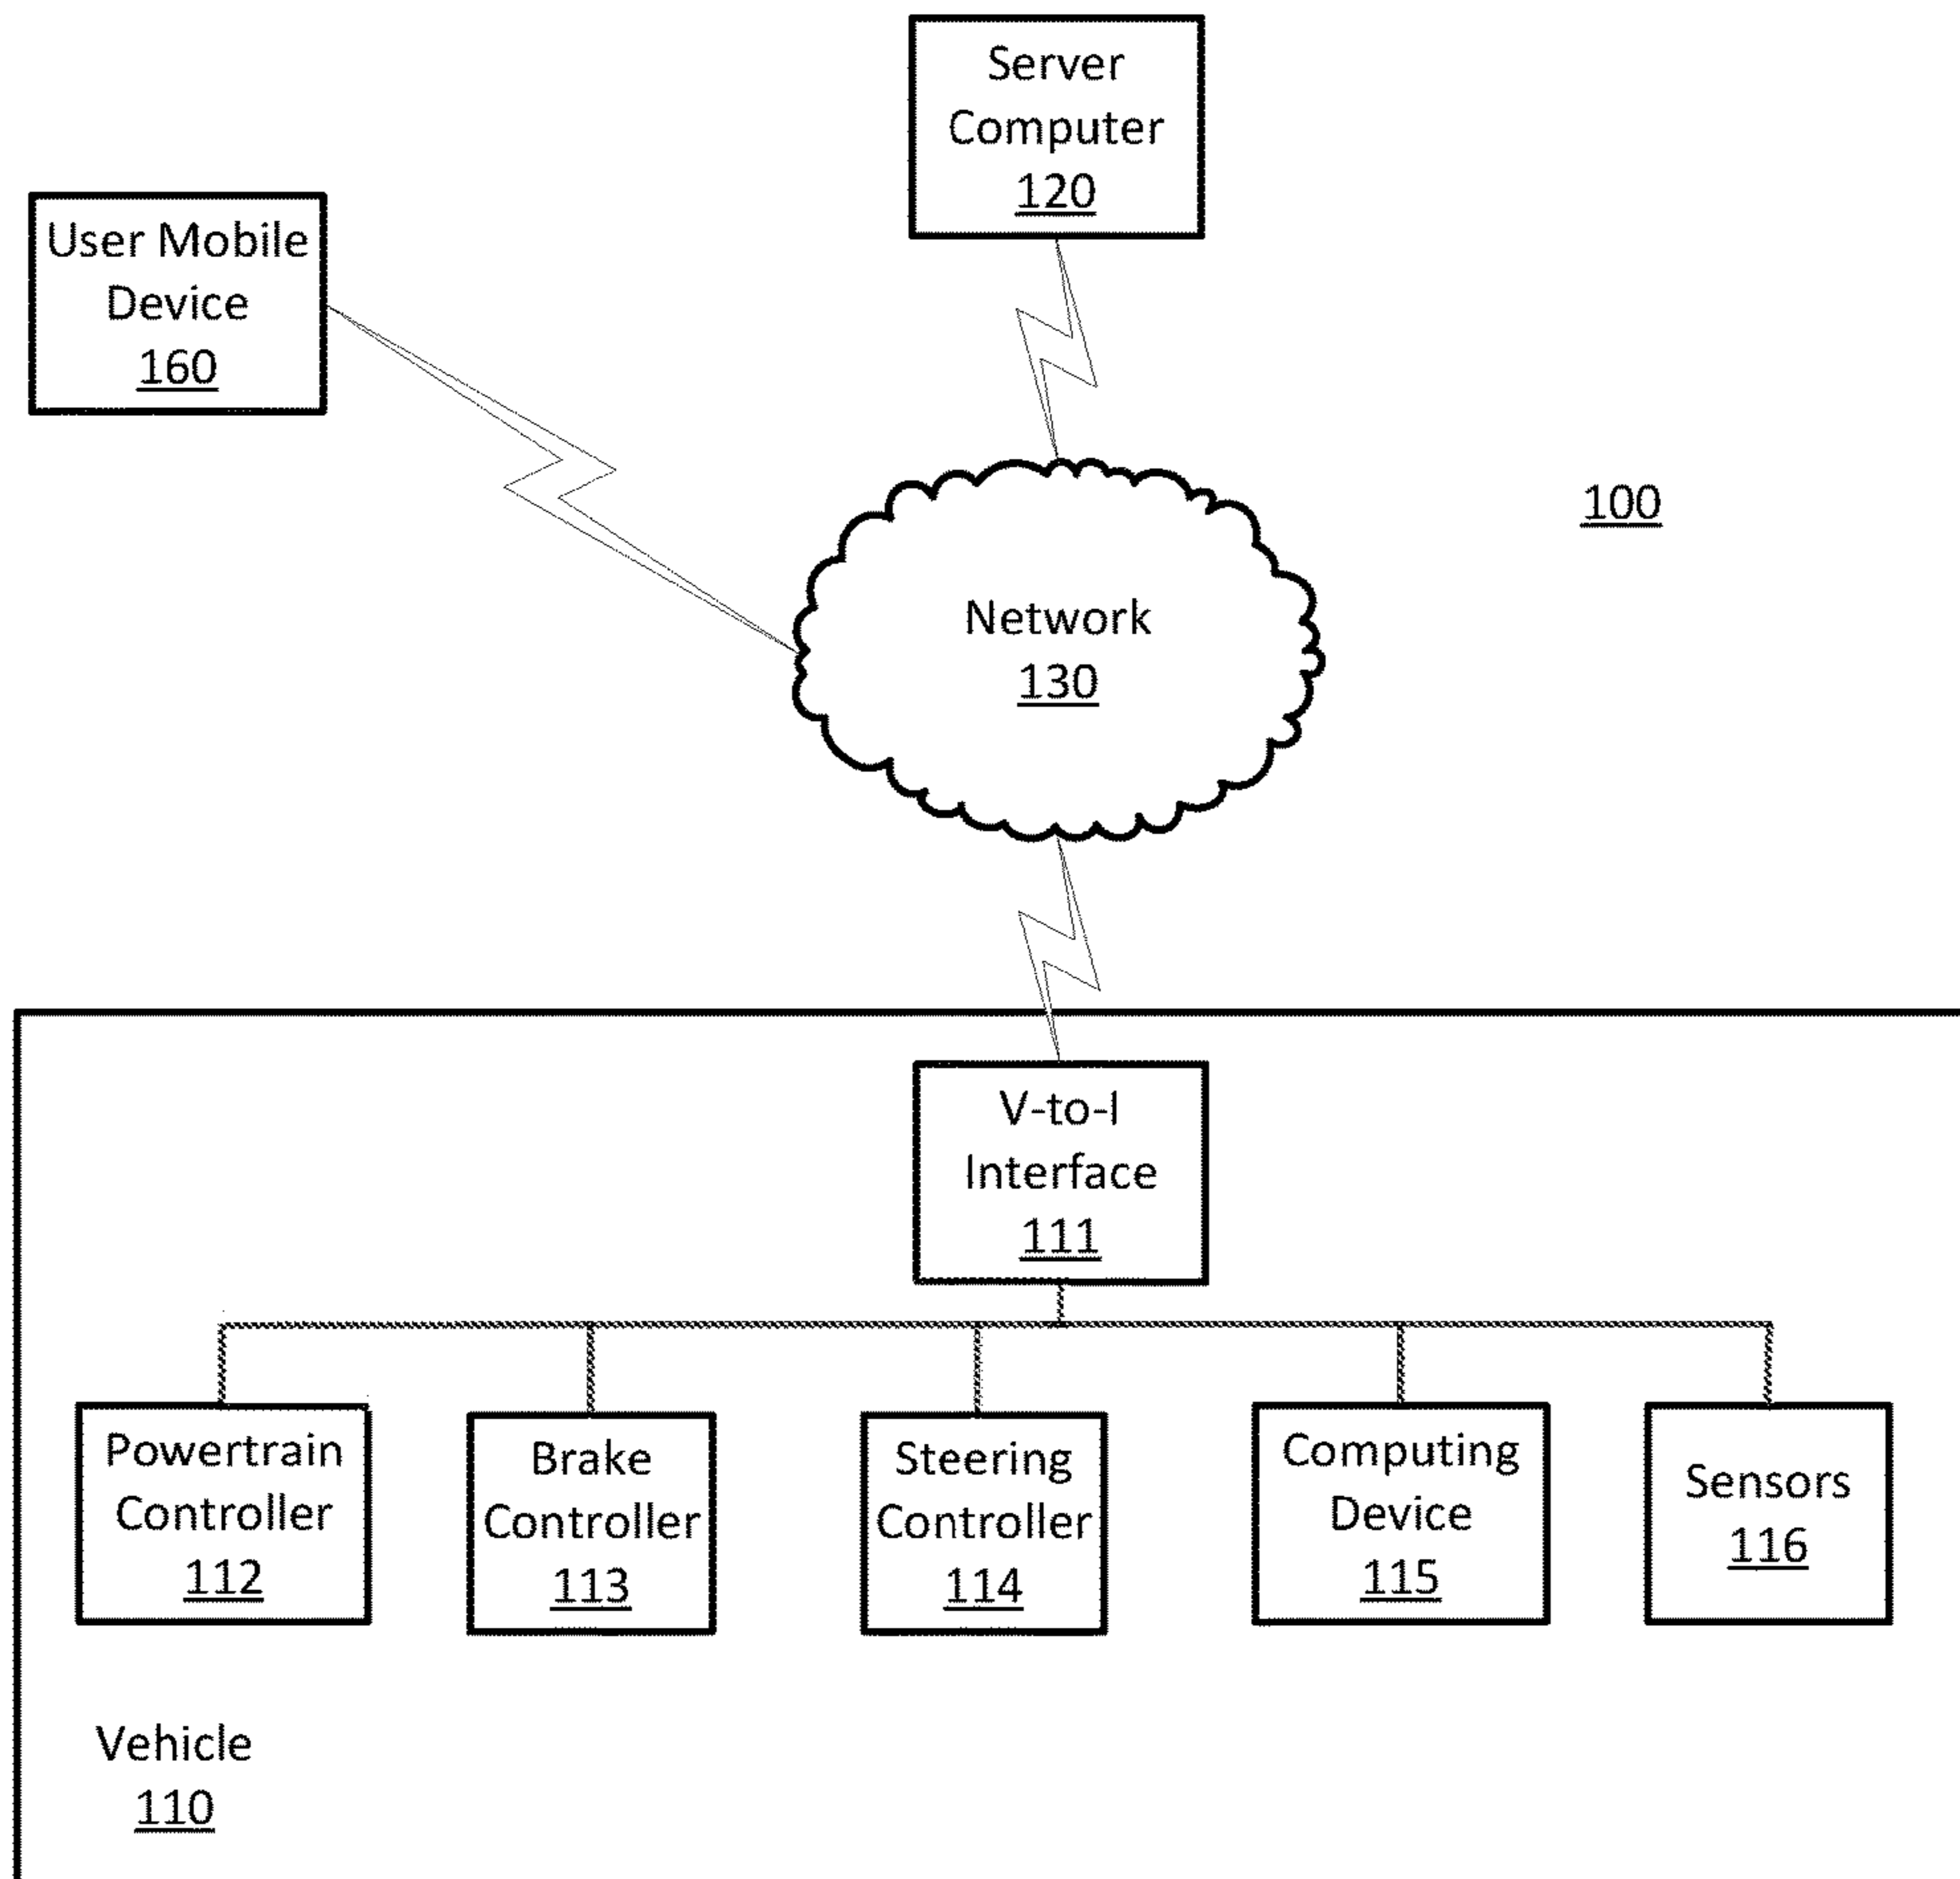 Server
Computer
120
User Mobile
Device
160
100
Network
130
V-to-I
Interface
111
Powertrain
Controller
112
Brake
Controller
113
Steering
Controller
114
Computing
Device
115
Sensors
116
Vehicle
110